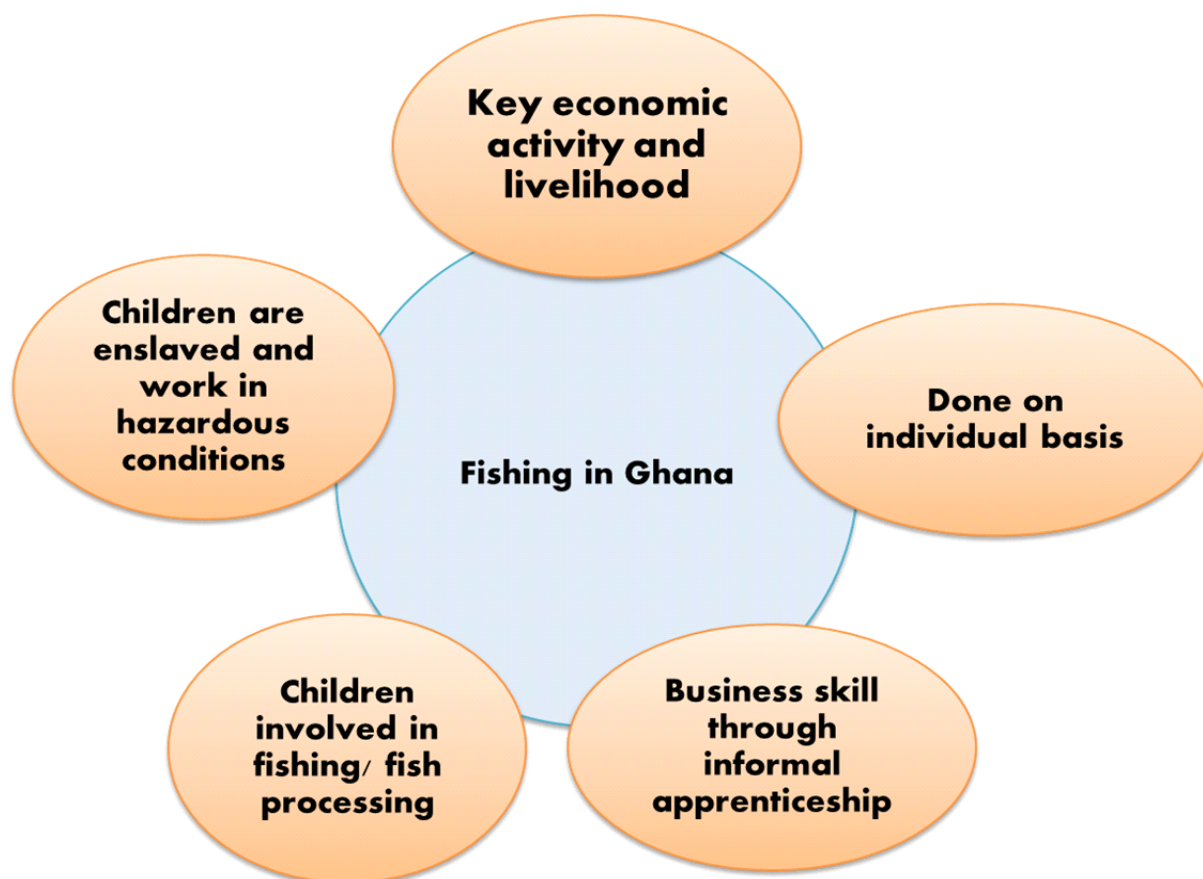 Key economic
activity and
livelihood
Children are
enslaved and
work in
hazardous
conditions
Done on
individual basis
Fishing in Ghana
Children
involved in
fishing/ fish
processing
Business skill
through
informal
apprenticeship